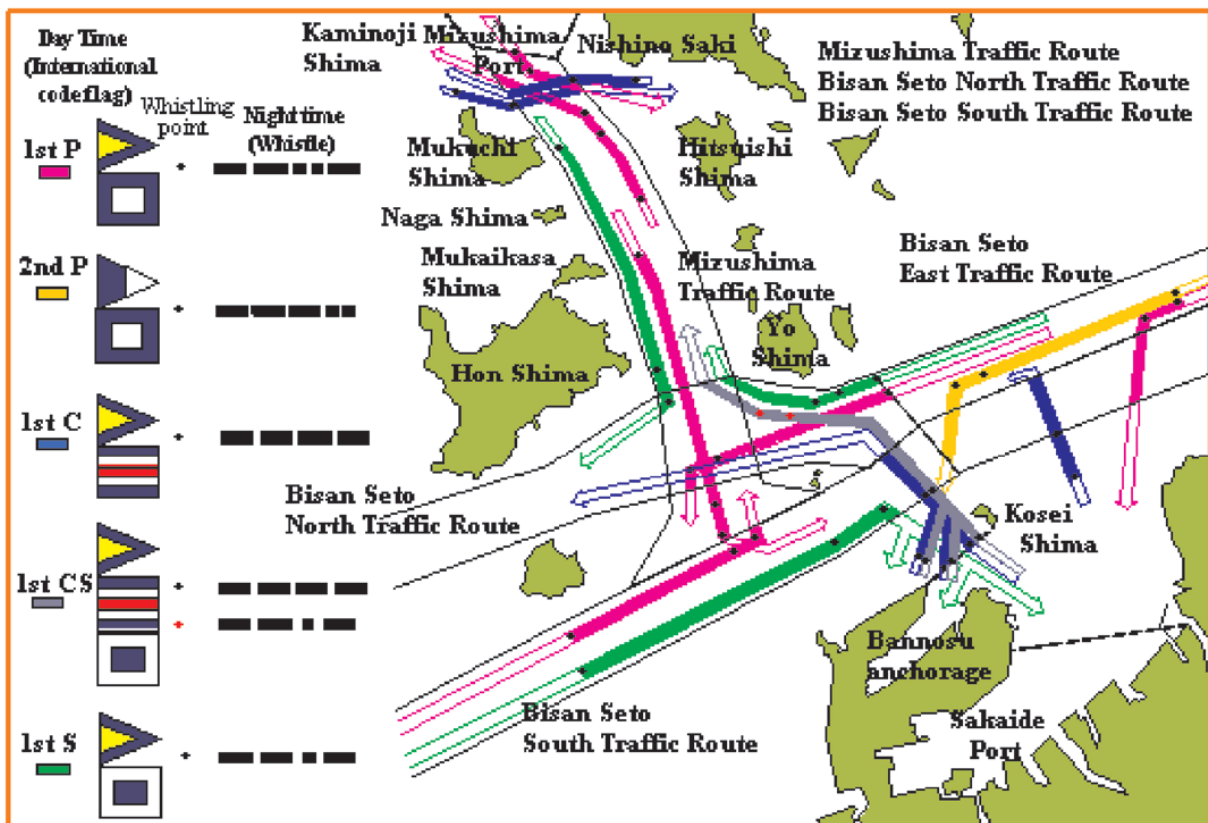 Day Time
(International
code flag)
Whistling
point
Night time
(Whistle)
1st P
2nd P
1st C
1st CS
1st S
Kaminoji
Shima
Mizushima
Port
Nishino Saki
Mizushima Traffic Route
Bisan Seto North Traffic Route
Bisan Seto South Traffic Route
Mukuchi
Shima
Hitsuishi
Shima
Naga Shima
Mukaikasa
Shima
Mizushima
Traffic Route
Bisan Seto
East Traffic Route
Yo
Shima
Hon Shima
Bisan Seto
North Traffic Route
Kosei
Shima
Bannosu
anchorage
Bisan Seto
South Traffic Route
Sakaide
Port